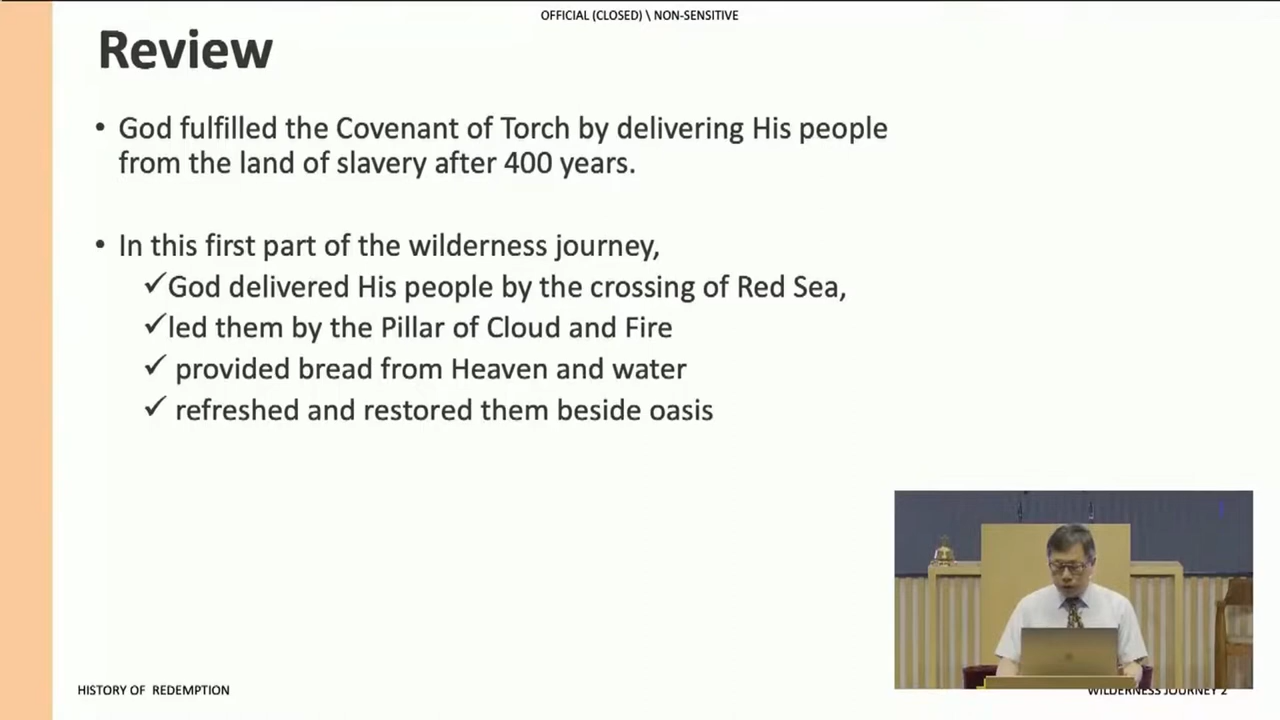 OFFICIAL (CLOSED) \ NON-SENSITIVE
Review
• God fulfilled the Covenant of Torch by delivering His people
from the land of slavery after 400 years.
• In this first part of the wilderness journey,
✓God delivered His people by the crossing of Red Sea,
✓led them by the Pillar of Cloud and Fire
✓ provided bread from Heaven and water
✓ refreshed and restored them beside oasis
HISTORY OF REDEMPTION
WILDERNESS JOURNEY 2